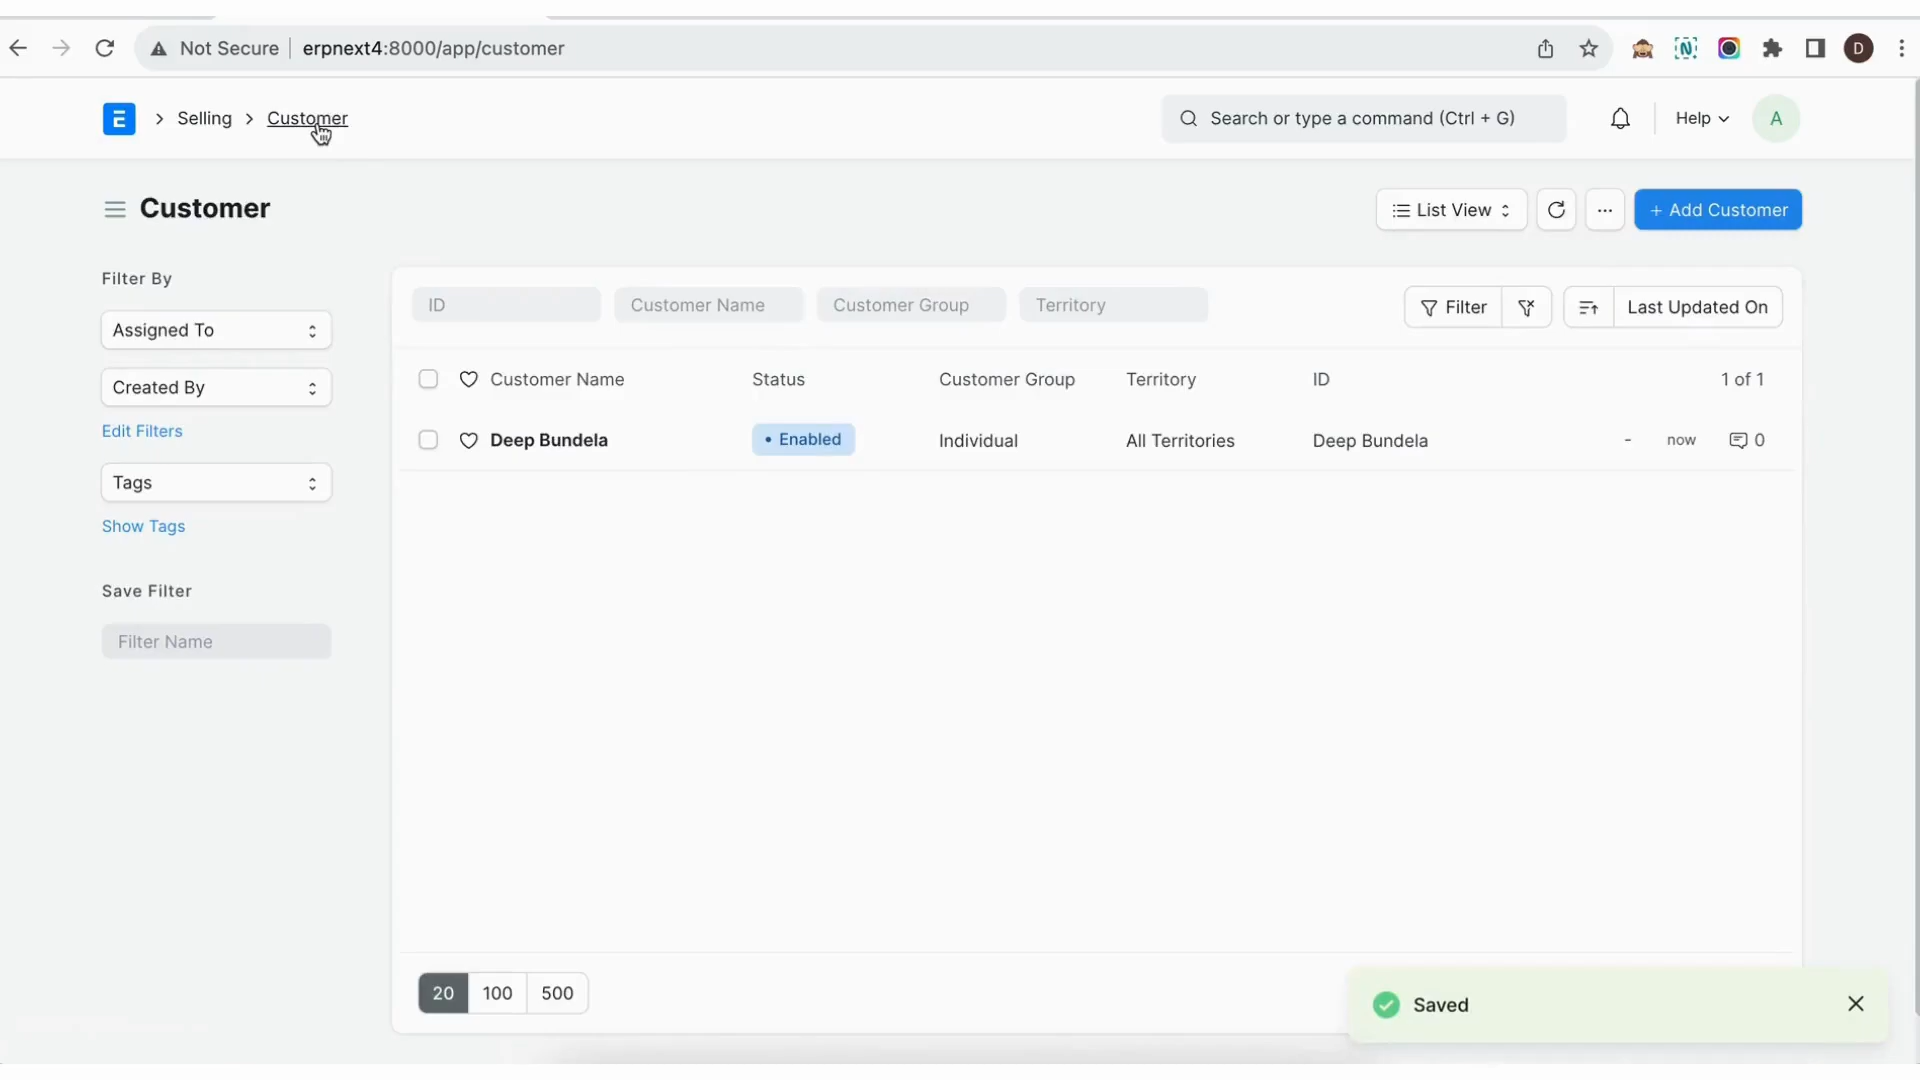 Not Secure erpnext4:8000/app/customer D
E Selling Customer Search or type a command (Ctrl + G) Help A
Customer List View + Add Customer
Filter By
Assigned To
Created By
Edit Filters
Tags
Show Tags
Save Filter
Filter Name
ID Customer Name Customer Group Territory Filter Last Updated On
Customer Name Status Customer Group Territory ID 1 of 1
Deep Bundela • Enabled Individual All Territories Deep Bundela - now 0
20 100 500
Saved